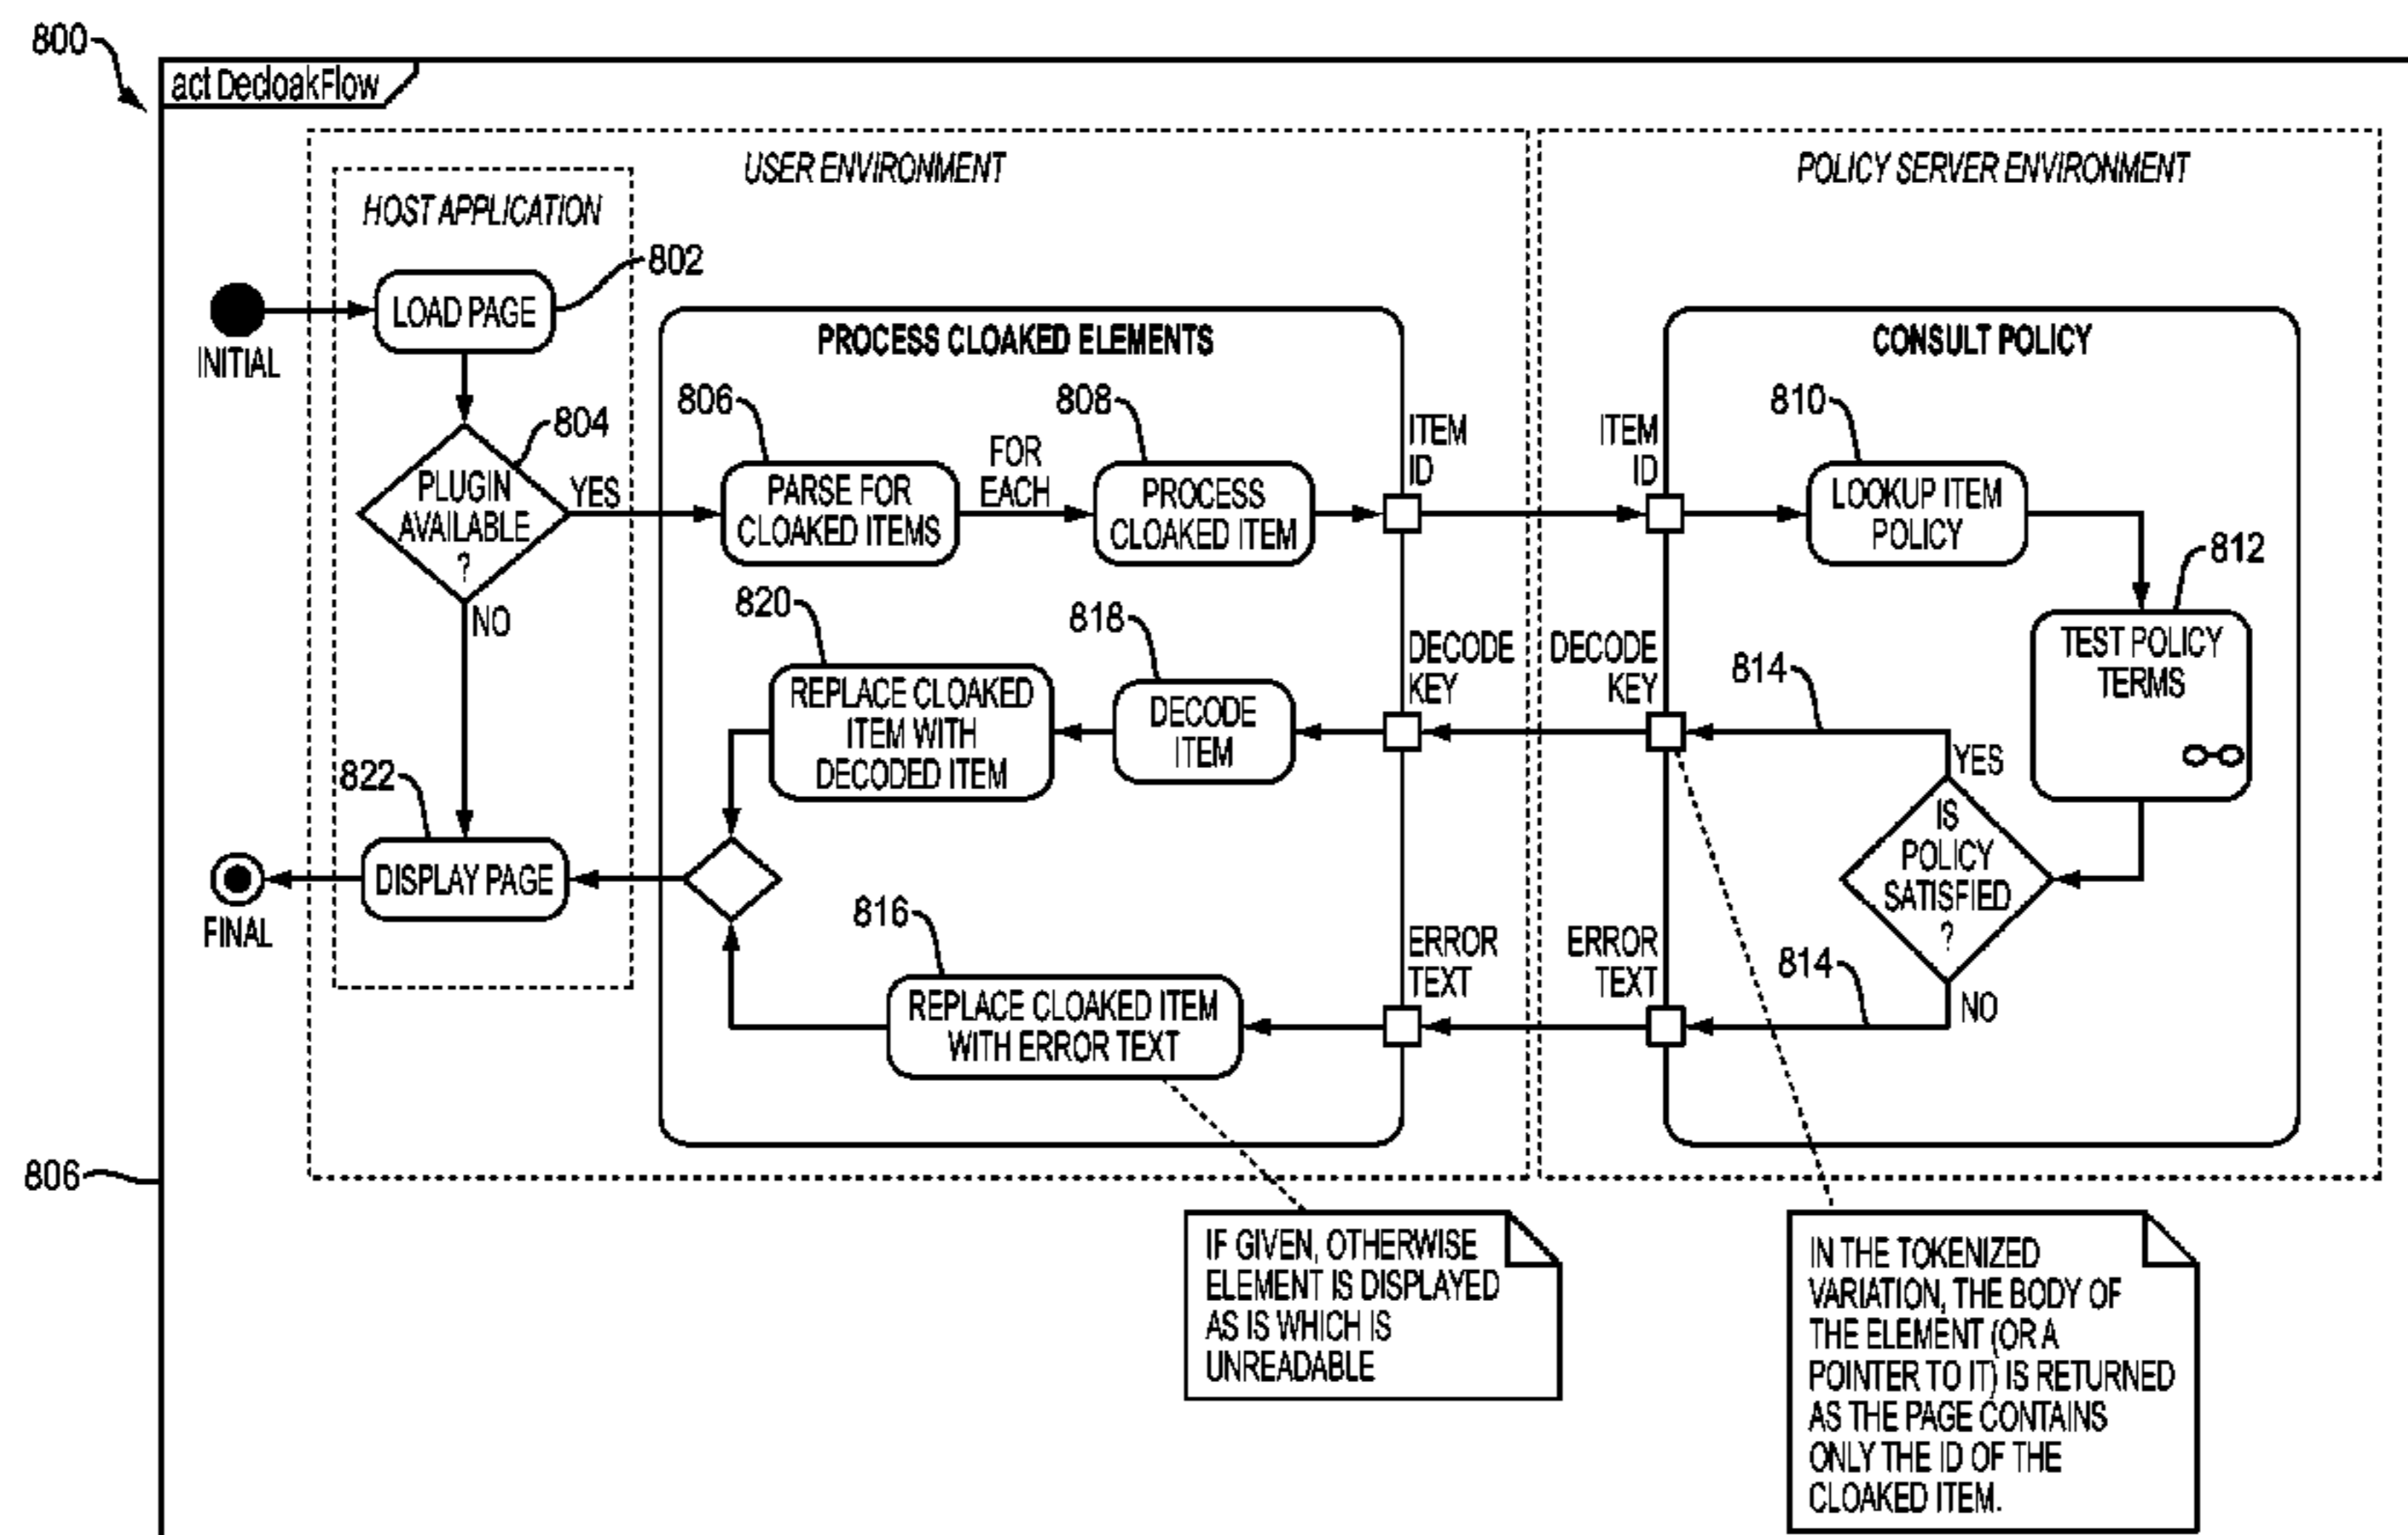 800
act DecloakFlow
USER ENVIRONMENT
POLICY SERVER ENVIRONMENT
HOST APPLICATION
802
LOAD PAGE
INITIAL
PROCESS CLOAKED ELEMENTS
CONSULT POLICY
804
PLUGIN
AVAILABLE
?
YES
NO
806
PARSE FOR
CLOAKED ITEMS
FOR
EACH
808
PROCESS
CLOAKED ITEM
ITEM
ID
ITEM
ID
810
LOOKUP ITEM
POLICY
812
TEST POLICY
TERMS
820
REPLACE CLOAKED
ITEM WITH
DECODED ITEM
818
DECODE
ITEM
DECODE
KEY
DECODE
KEY
814
YES
IS
POLICY
SATISFIED
?
NO
814
822
DISPLAY PAGE
FINAL
816
REPLACE CLOAKED ITEM
WITH ERROR TEXT
ERROR
TEXT
ERROR
TEXT
806
IF GIVEN, OTHERWISE
ELEMENT IS DISPLAYED
AS IS WHICH IS
UNREADABLE
IN THE TOKENIZED
VARIATION, THE BODY OF
THE ELEMENT (OR A
POINTER TO IT) IS RETURNED
AS THE PAGE CONTAINS
ONLY THE ID OF THE
CLOAKED ITEM.